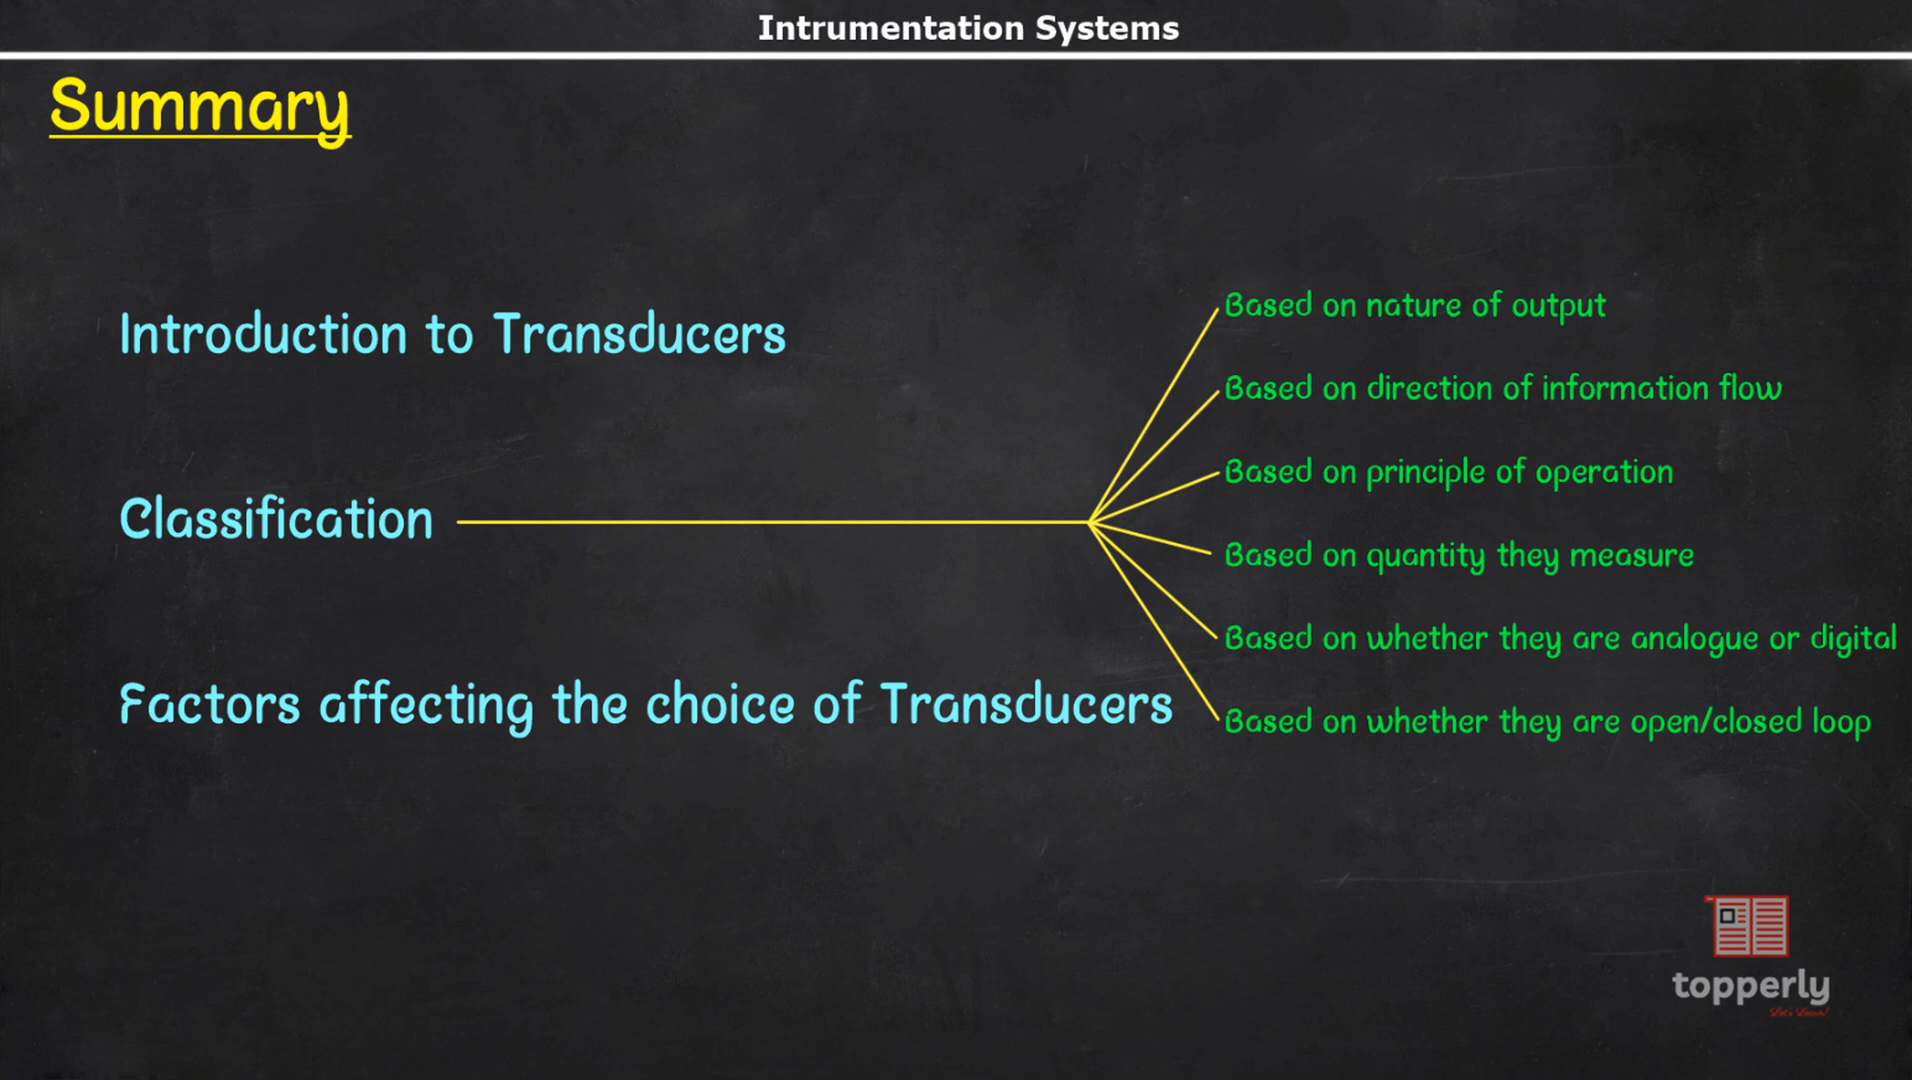 Intrumentation Systems
Summary
Introduction to Transducers
Classification
Factors affecting the choice of Transducers
Based on nature of output
Based on direction of information flow
Based on principle of operation
Based on quantity they measure
Based on whether they are analogue or digital
Based on whether they are open/closed loop
topperly
Let's Learn!